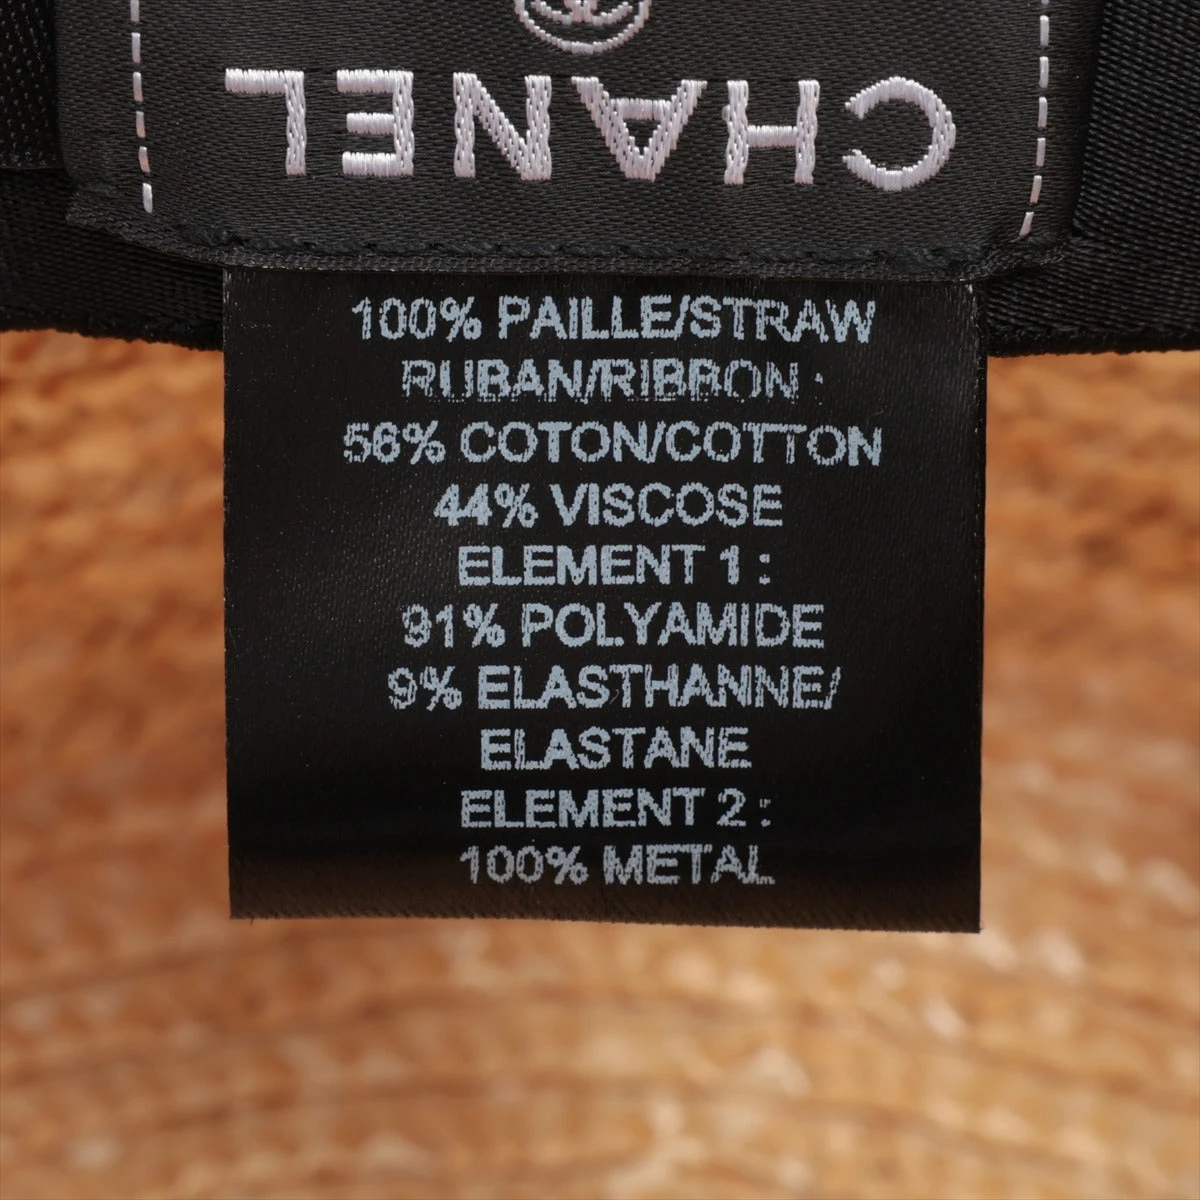 CHANEL
100% PAILLE/STRAW
RUBAN/RIBBON :
56% COTON/COTTON
44% VISCOSE
ELEMENT 1 :
91% POLYAMIDE
9% ELASTHANNE/
ELASTANE
ELEMENT 2 :
100% METAL